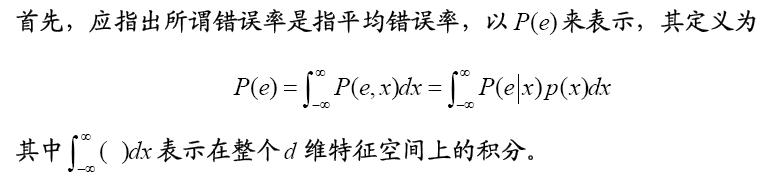 首先，应指出所谓错误率是指平均错误率，以 P(e) 来表示，其定义为
P(e) = ∫_{-∞}^{∞} P(e, x)dx = ∫_{-∞}^{∞} P(e|x)p(x)dx
其中 ∫_{-∞}^{∞} ( )dx 表示在整个 d 维特征空间上的积分。